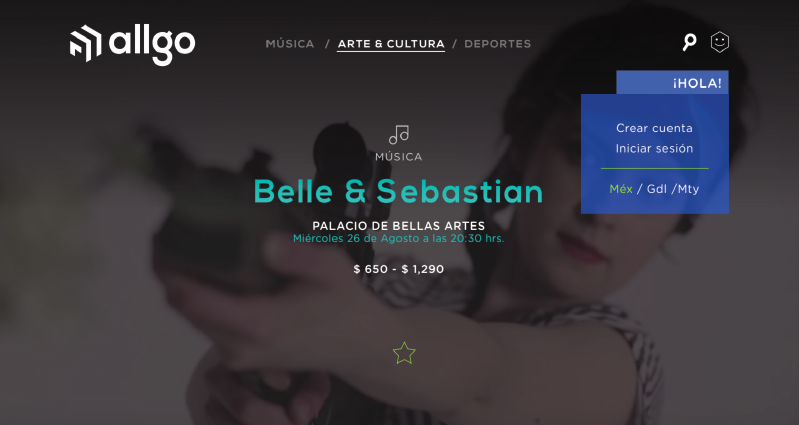 allgo
MÚSICA / ARTE & CULTURA / DEPORTES
¡HOLA!
Crear cuenta
Iniciar sesión
Méx / Gdl /Mty
MÚSICA
Belle & Sebastian
PALACIO DE BELLAS ARTES
Miércoles 26 de Agosto a las 20:30 hrs.
$ 650 - $ 1,290